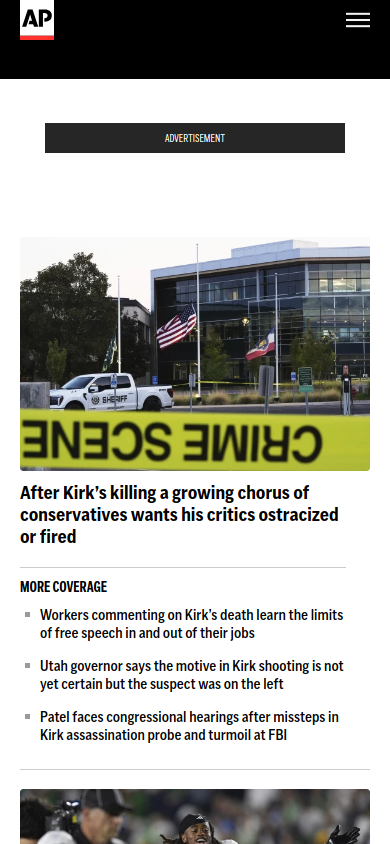 AP
ADVERTISEMENT
SHERIFF
CRIME SCENE
After Kirk’s killing a growing chorus of
conservatives wants his critics ostracized
or fired
MORE COVERAGE
Workers commenting on Kirk’s death learn the limits
of free speech in and out of their jobs
Utah governor says the motive in Kirk shooting is not
yet certain but the suspect was on the left
Patel faces congressional hearings after missteps in
Kirk assassination probe and turmoil at FBI